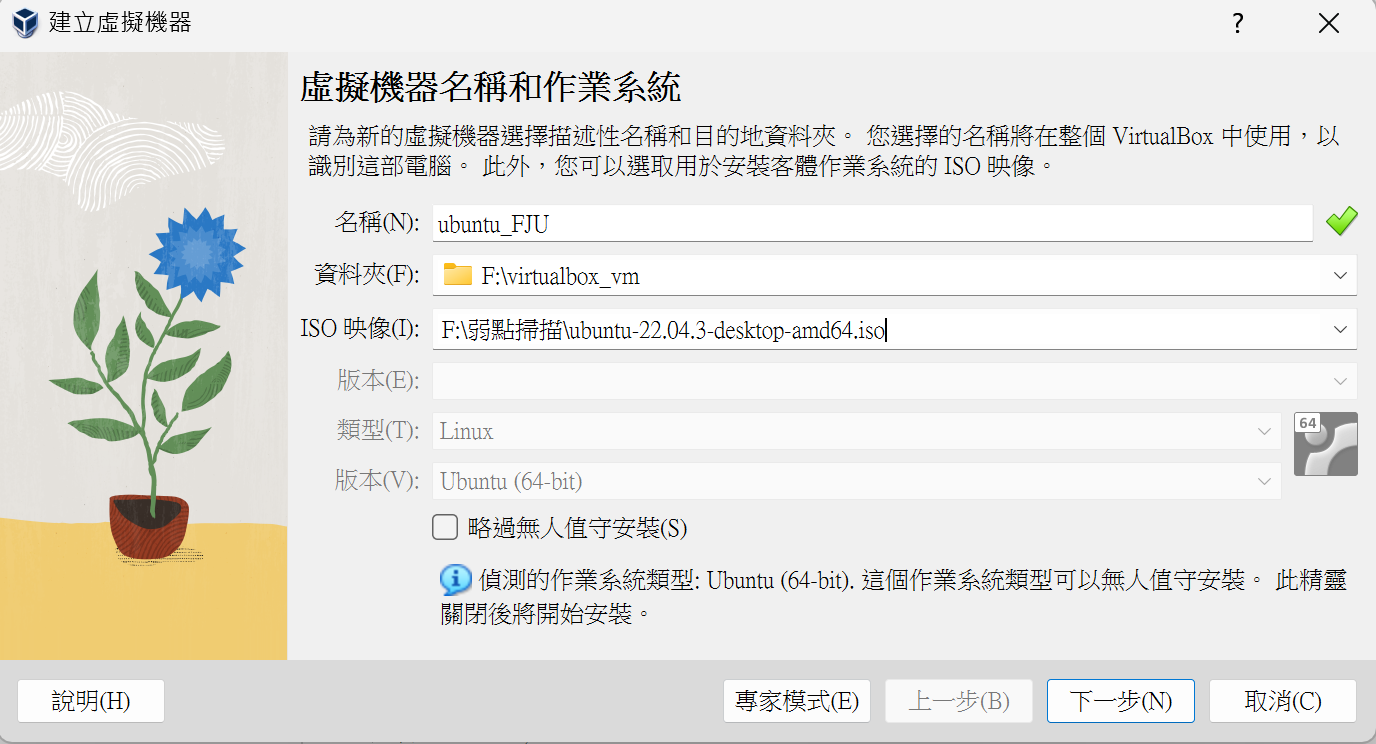 建立虛擬機器
?
虛擬機器名稱和作業系統
請為新的虛擬機器選擇描述性名稱和目的地資料夾。 您選擇的名稱將在整個 VirtualBox 中使用，以
識別這部電腦。 此外，您可以選取用於安裝客體作業系統的 ISO 映像。
名稱(N): ubuntu_FJU
資料夾(F): F:\virtualbox_vm
ISO 映像(I): F:\弱點掃描\ubuntu-22.04.3-desktop-amd64.iso
版本(E):
類型(T): Linux
64
版本(V): Ubuntu (64-bit)
略過無人值守安裝(S)
偵測的作業系統類型: Ubuntu (64-bit). 這個作業系統類型可以無人值守安裝。 此精靈
關閉後將開始安裝。
說明(H) 專家模式(E) 上一步(B) 下一步(N) 取消(C)